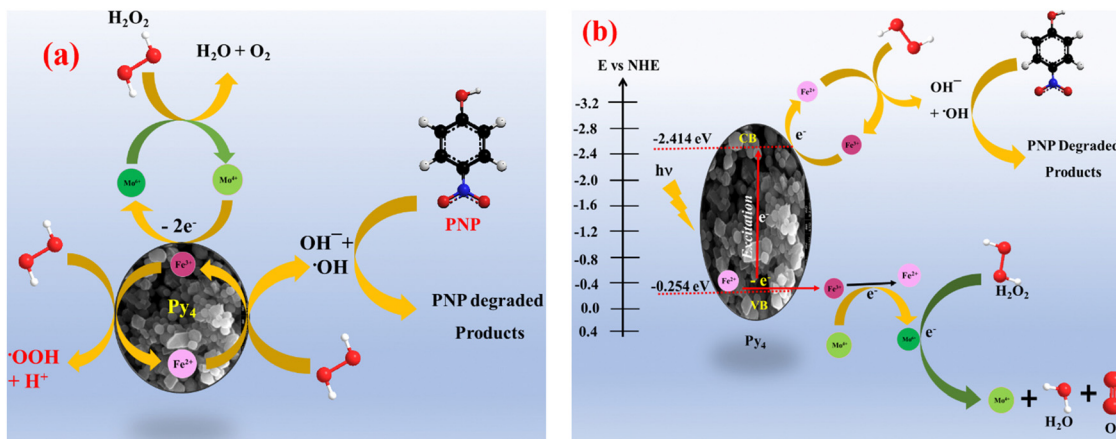 (a)
H₂O₂
H₂O + O₂
Mo⁶⁺
Mo⁴⁺
- 2e⁻
Fe³⁺
Py₄
Fe²⁺
·OOH
+ H⁺
OH⁻ +
·OH
PNP
PNP degraded
Products
(b)
E vs NHE
-3.2
-2.8
-2.4
-2.0
-1.6
-1.2
-0.8
-0.4
0.0
0.4
-2.414 eV
-0.254 eV
hν
CB
Excitation
e⁻
- e⁻
VB
Fe²⁺
Py₄
Fe²⁺
e⁻
Fe³⁺
OH⁻
+ ·OH
PNP Degraded
Products
Fe³⁺
Fe²⁺
e⁻
Mo⁴⁺
Mo⁶⁺
e⁻
H₂O₂
Mo⁴⁺
+
+
H₂O
O